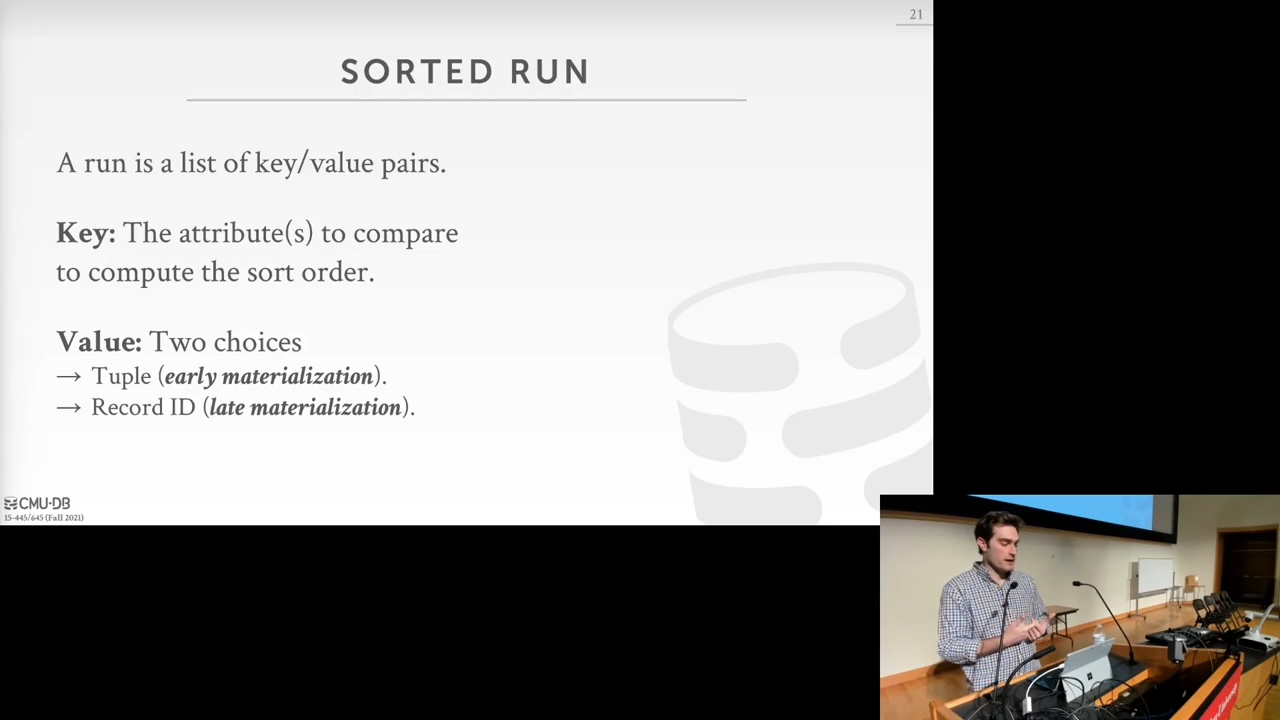 21
SORTED RUN
A run is a list of key/value pairs.
Key: The attribute(s) to compare
to compute the sort order.
Value: Two choices
→ Tuple (early materialization).
→ Record ID (late materialization).
CMU·DB
15-445/645 (Fall 2021)